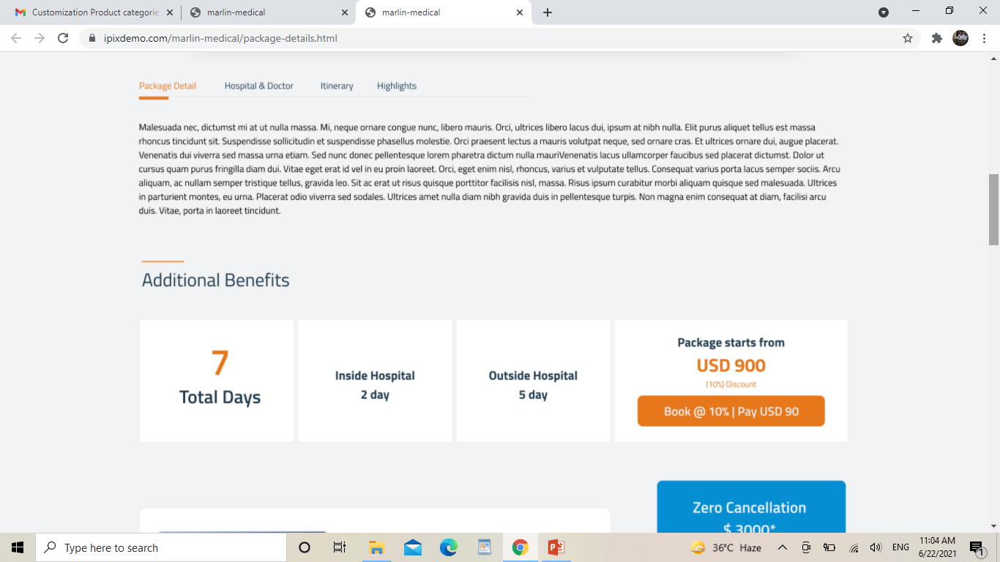 Customization Product categorie
marlin-medical
marlin-medical
ipixdemo.com/marlin-medical/package-details.html
Package Detail Hospital & Doctor Itinerary Highlights
Malesuada nec, dictumst mi at ut nulla massa. Mi, neque ornare congue nunc, libero mauris. Orci, ultrices libero lacus dui, ipsum at nibh nulla. Elit purus aliquet tellus est massa
rhoncus tincidunt sit. Suspendisse sollicitudin et suspendisse phasellus molestie. Orci praesent lectus a mauris volutpat neque, sed ornare cras. Et ultrices ornare dui, augue placerat.
Venenatis dui viverra sed massa urna etiam. Sed nunc donec pellentesque lorem pharetra dictum nulla mauriVenenatis lacus ullamcorper faucibus sed placerat dictumst. Dolor ut
cursus quam purus fringilla diam dui. Vitae eget erat id vel in eu proin laoreet. Orci, eget enim nisl, rhoncus, varius et vulputate tellus. Consequat varius porta lacus semper sociis. Arcu
aliquam, ac nullam semper tristique tellus, gravida leo. Sit ac erat ut risus quisque porttitor facilisis nisl, massa. Risus ipsum curabitur morbi aliquam quisque sed malesuada. Ultrices
in parturient montes, eu urna. Placerat odio viverra sed sodales. Ultrices amet nulla diam nibh gravida duis in pellentesque turpis. Non magna enim consequat at diam, facilisi arcu
duis. Vitae, porta in laoreet tincidunt.
Additional Benefits
7
Total Days
Inside Hospital
2 day
Outside Hospital
5 day
Package starts from
USD 900
(10%) Discount
Book @ 10% | Pay USD 90
Zero Cancellation
$ 3000*
Type here to search
36°C Haze
ENG
11:04 AM
6/22/2021
1